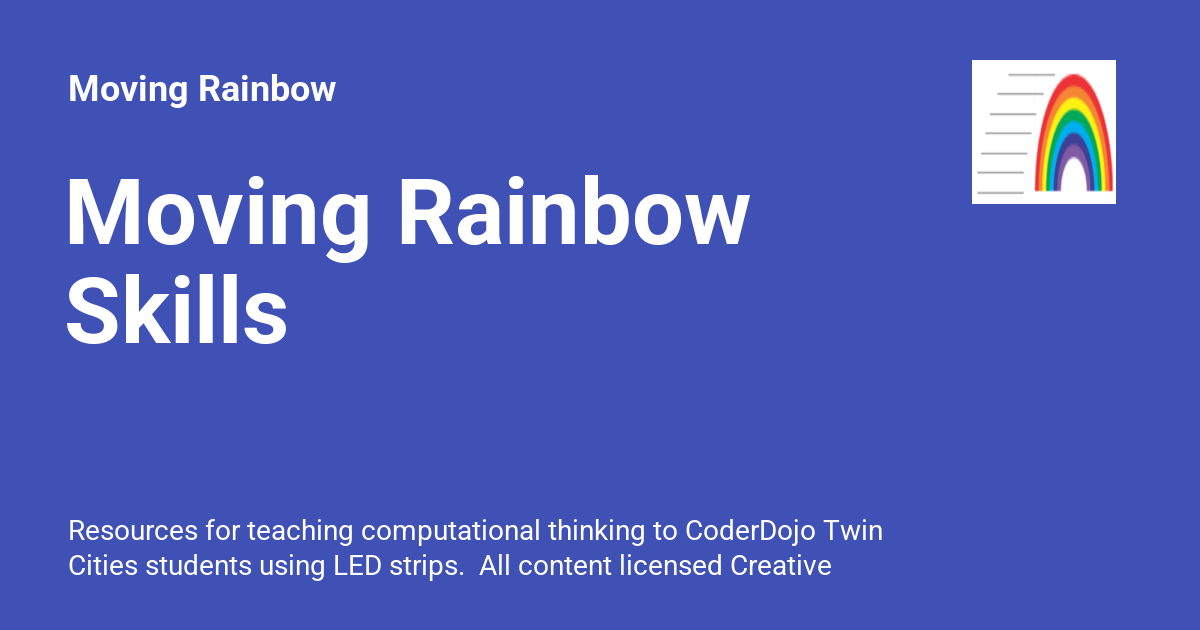 Moving Rainbow
Moving Rainbow
Skills
Resources for teaching computational thinking to CoderDojo Twin
Cities students using LED strips.  All content licensed Creative